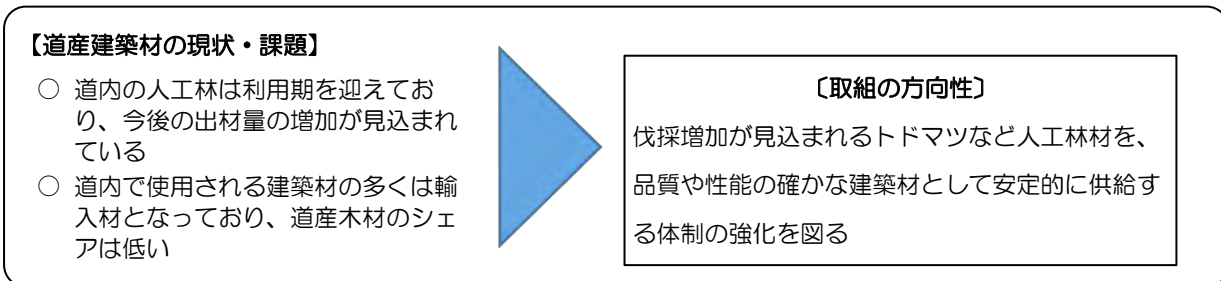 【道産建築材の現状・課題】
○ 道内の人工林は利用期を迎えてお
り、今後の出材量の増加が見込まれ
ている
○ 道内で使用される建築材の多くは輸
入材となっており、道産木材のシェ
アは低い
〔取組の方向性〕
伐採増加が見込まれるトドマツなど人工林材を、
品質や性能の確かな建築材として安定的に供給す
る体制の強化を図る